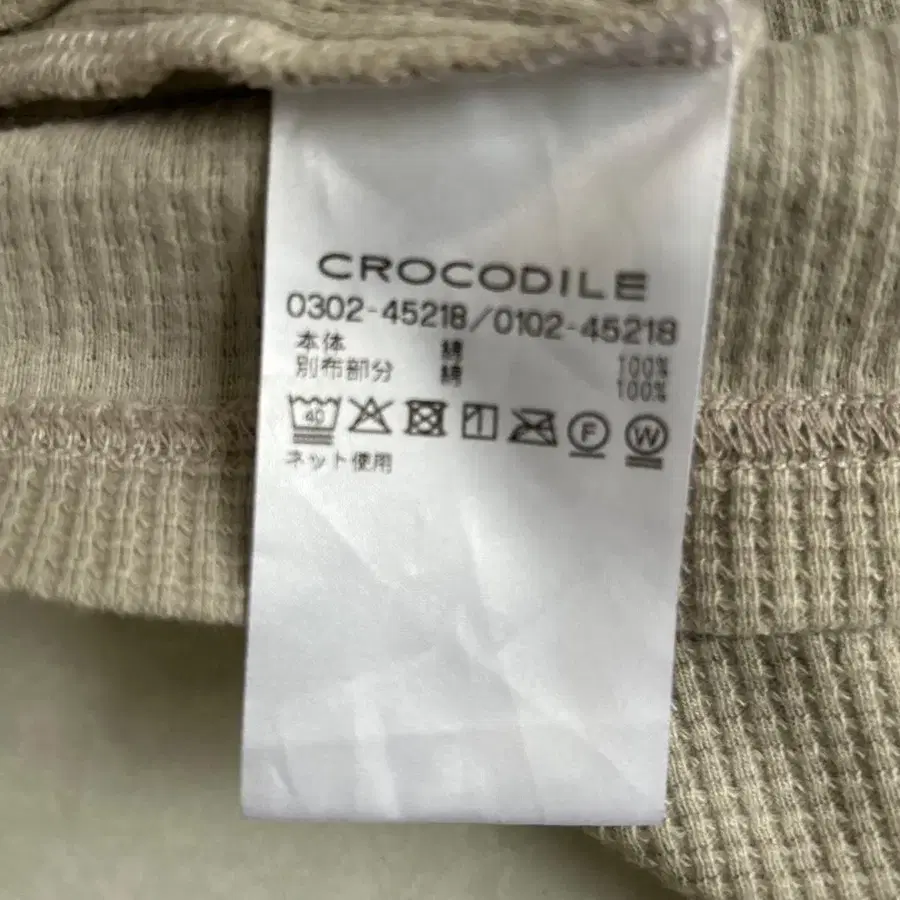 CROCODILE
0302-45218/0102-45218
本体 綿 100%
別布部分 綿 100%
40 F W
ネット使用